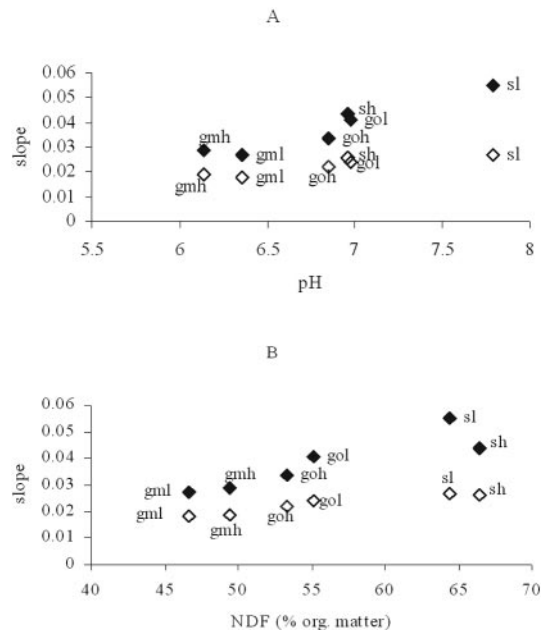 A
0.06
0.05
0.04
0.03
0.02
0.01
0
slope
sl
sh
gol
gmh
goh
gml
sh
gol
sl
gmh
gml
goh
5.5 6 6.5 7 7.5 8
pH
B
0.06
0.05
0.04
0.03
0.02
0.01
0
slope
sl
sh
gol
gmh
goh
gml
sl
sh
gml
gmh
goh
gol
40 45 50 55 60 65 70
NDF (% org. matter)